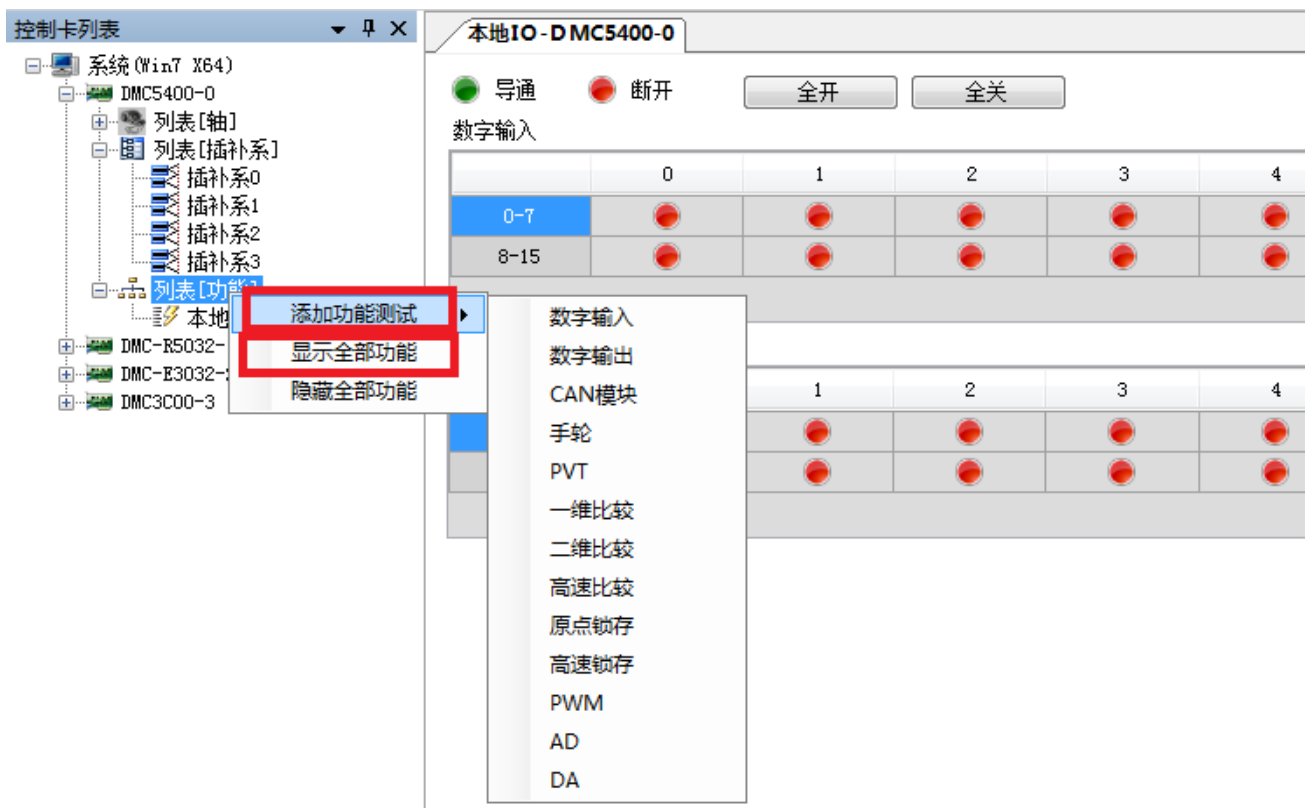 控制卡列表
系统(Win7 X64)
DMC5400-0
列表[轴]
列表[插补系]
插补系0
插补系1
插补系2
插补系3
列表[功能]
本地
DMC-R5032-
DMC-E3032-
DMC3C00-3
添加功能测试
显示全部功能
隐藏全部功能
数字输入
数字输出
CAN模块
手轮
PVT
一维比较
二维比较
高速比较
原点锁存
高速锁存
PWM
AD
DA
本地IO-DMC5400-0
导通 断开 全开 全关
数字输入
0 1 2 3 4
0-7
8-15
1 2 3 4